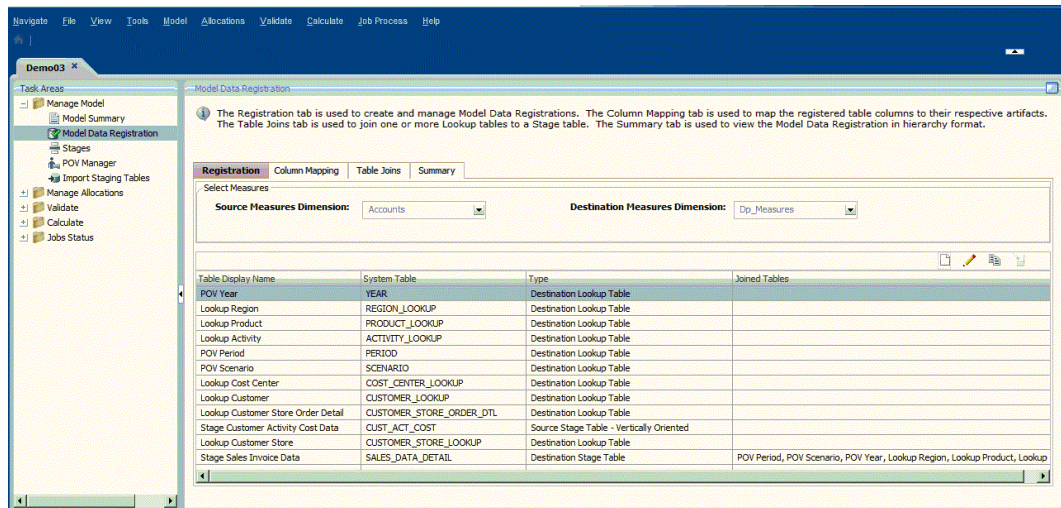 Navigate File View Tools Model Allocations Validate Calculate Job Process Help
Demo03 ×
Task Areas
Manage Model
Model Summary
Model Data Registration
Stages
POV Manager
Import Staging Tables
Manage Allocations
Validate
Calculate
Jobs Status
Model Data Registration
The Registration tab is used to create and manage Model Data Registrations. The Column Mapping tab is used to map the registered table columns to their respective artifacts.
The Table Joins tab is used to join one or more Lookup tables to a Stage table. The Summary tab is used to view the Model Data Registration in hierarchy format.
Registration Column Mapping Table Joins Summary
Select Measures
Source Measures Dimension: Accounts Destination Measures Dimension: Dp_Measures
Table Display Name System Table Type Joined Tables
POV Year YEAR Destination Lookup Table
Lookup Region REGION_LOOKUP Destination Lookup Table
Lookup Product PRODUCT_LOOKUP Destination Lookup Table
Lookup Activity ACTIVITY_LOOKUP Destination Lookup Table
POV Period PERIOD Destination Lookup Table
POV Scenario SCENARIO Destination Lookup Table
Lookup Cost Center COST_CENTER_LOOKUP Destination Lookup Table
Lookup Customer CUSTOMER_LOOKUP Destination Lookup Table
Lookup Customer Store Order Detail CUSTOMER_STORE_ORDER_DTL Destination Lookup Table
Stage Customer Activity Cost Data CUST_ACT_COST Source Stage Table - Vertically Oriented
Lookup Customer Store CUSTOMER_STORE_LOOKUP Destination Lookup Table
Stage Sales Invoice Data SALES_DATA_DETAIL Destination Stage Table POV Period, POV Scenario, POV Year, Lookup Region, Lookup Product, Lookup